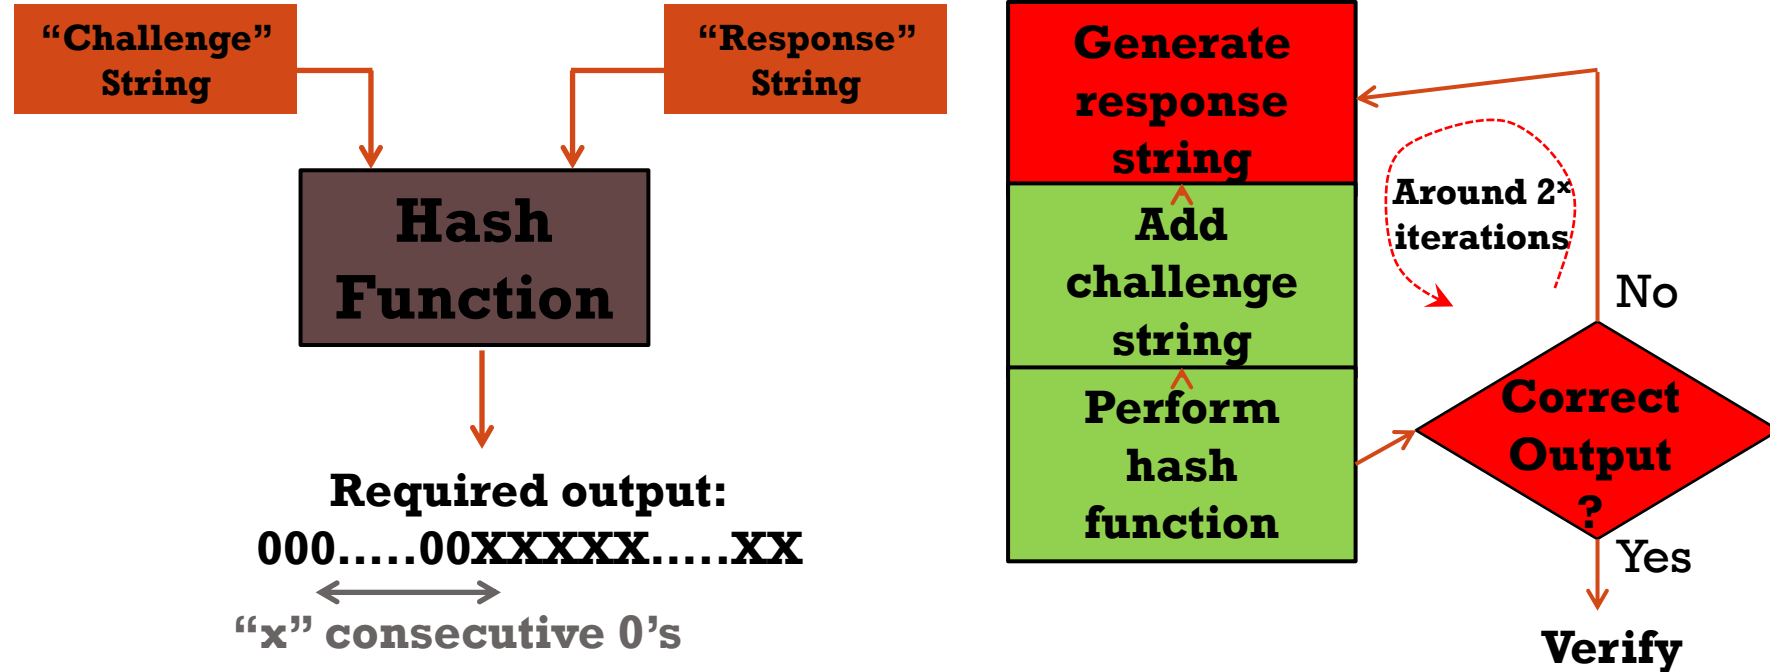 “Challenge”
String
“Response”
String
Hash
Function
Required output:
000.....00XXXXX.....XX
“x” consecutive 0’s
Generate
response
string
Add
challenge
string
Perform
hash
function
Around 2ˣ
iterations
No
Correct
Output
?
Yes
Verify